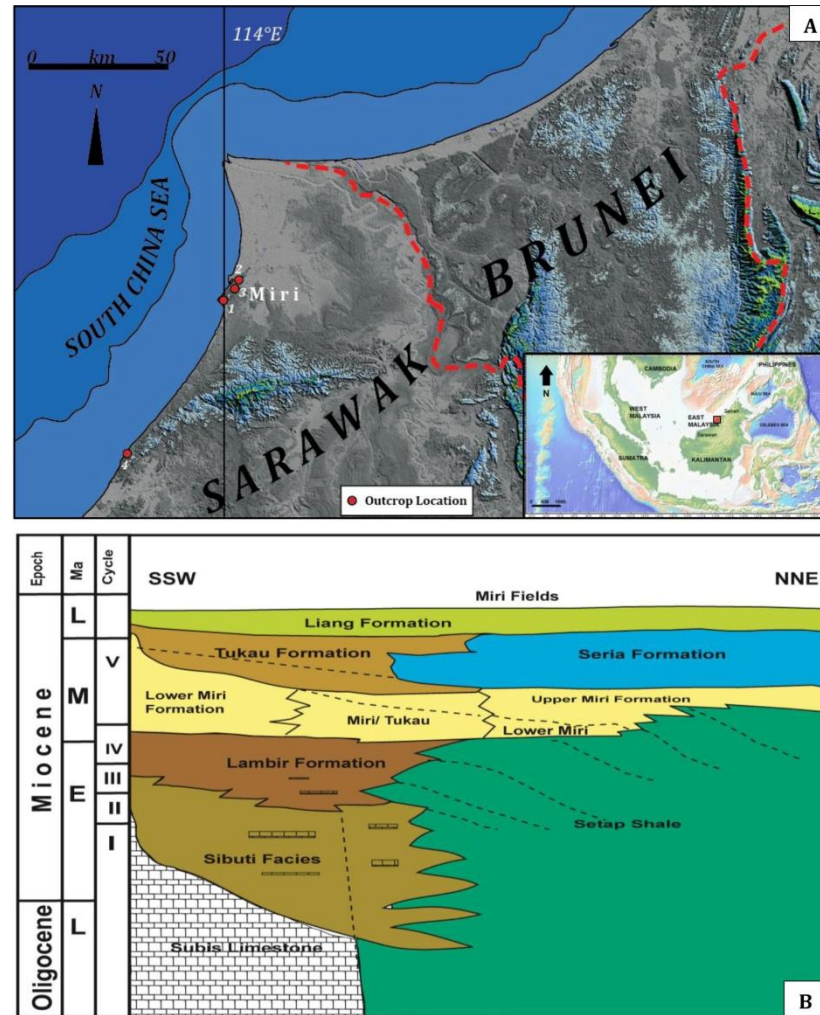 A
km 50
N
114°E
SOUTH CHINA SEA
BRUNEI
SARAWAK
2
3 Miri
1
4
Outcrop Location
N
CAMBODIA
SOUTH
CHINA SEA
PHILIPPINES
WEST
MALAYSIA
EAST
MALAYSIA
Sabah
Sarawak
SULU SEA
CELEBES SEA
SUMATRA
KALIMANTAN
Epoch
Ma
Cycle
SSW
NNE
Miri Fields
Miocene
Oligocene
L
M
E
L
V
IV
III
II
I
Liang Formation
Tukau Formation
Seria Formation
Lower Miri
Formation
Miri/ Tukau
Upper Miri Formation
Lower Miri
Lambir Formation
Setap Shale
Sibuti Facies
Subis Limestone
B